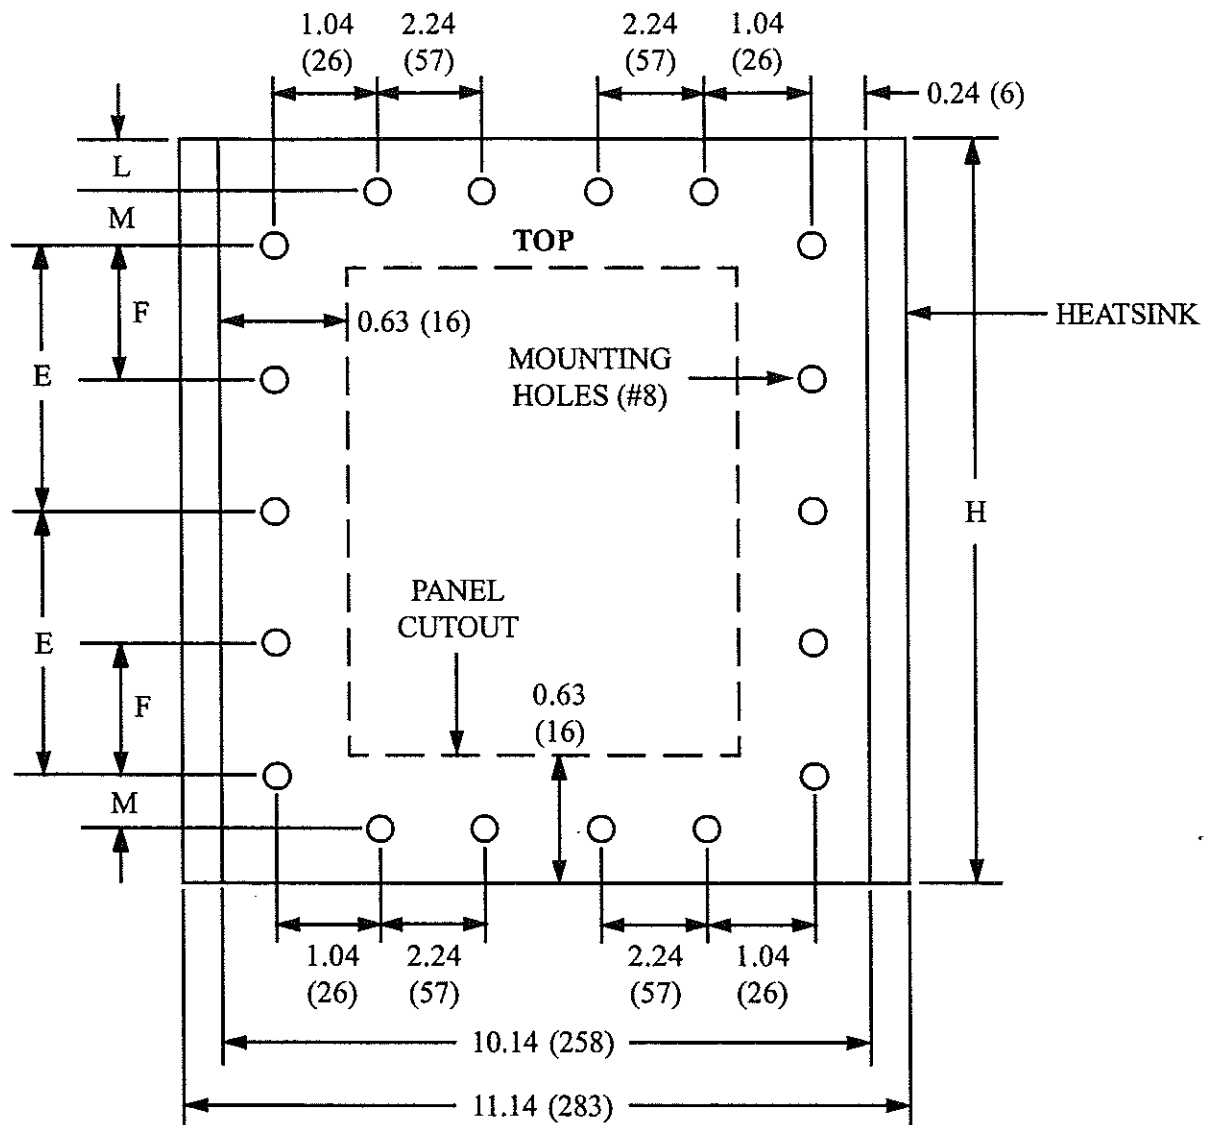 1.04 2.24 2.24 1.04
(26) (57) (57) (26)
0.24 (6)
L
M
TOP
F
0.63 (16)
HEATSINK
E
MOUNTING
HOLES (#8)
H
PANEL
CUTOUT
E
0.63
(16)
F
M
1.04 2.24 2.24 1.04
(26) (57) (57) (26)
10.14 (258)
11.14 (283)